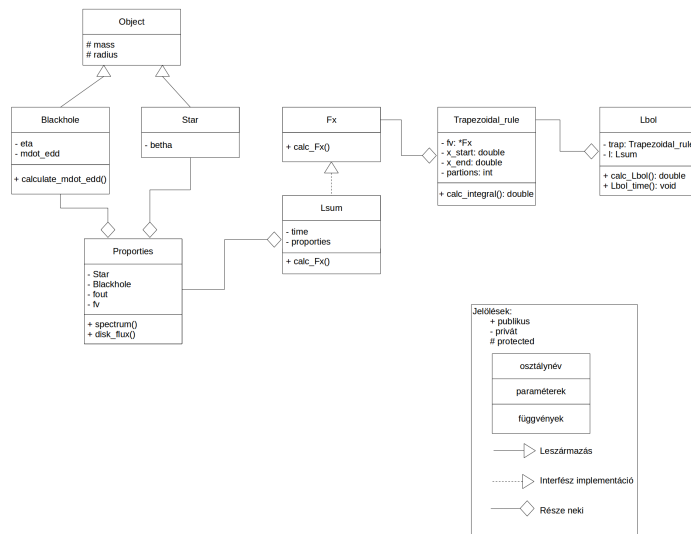 Object
# mass
# radius
Blackhole
- eta
- mdot_edd
+ calculate_mdot_edd()
Star
- betha
Fx
+ calc_Fx()
Trapezoidal_rule
- fv: *Fx
- x_start: double
- x_end: double
- partions: int
+ calc_integral(): double
Lbol
- trap: Trapezoidal_rule
- l: Lsum
+ calc_Lbol(): double
+ Lbol_time(): void
Lsum
- time
- proporties
+ calc_Fx()
Proporties
- Star
- Blackhole
- fout
- fv
+ spectrum()
+ disk_flux()
Jelölések:
+ publikus
- privát
# protected
osztálynév
paraméterek
függvények
Leszármazás
Interfész implementáció
Része neki